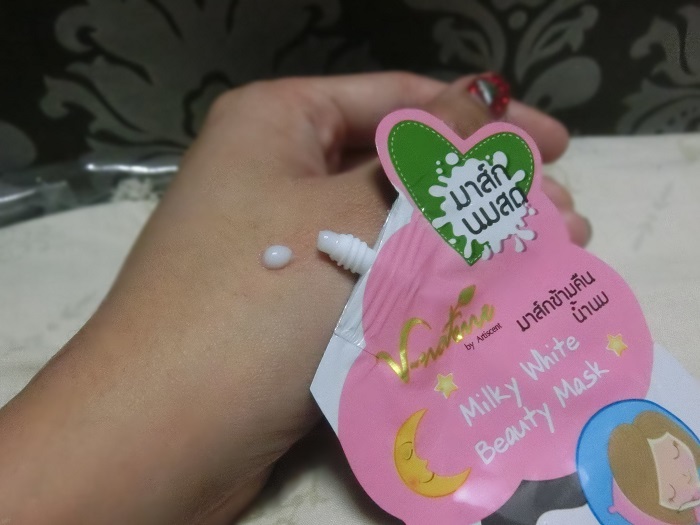 มาส์ก
นมสด
V-nature
by Artiscent
มาส์กข้ามคืน
น้ำนม
Milky White
Beauty Mask